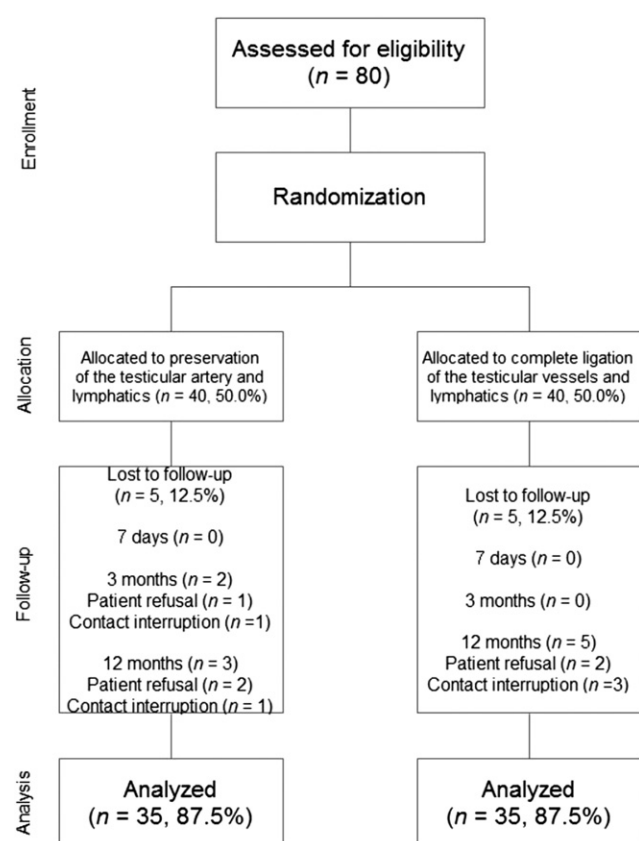 Enrollment
Assessed for eligibility
(n = 80)
Randomization
Allocation
Allocated to preservation
of the testicular artery and
lymphatics (n = 40, 50.0%)
Allocated to complete ligation
of the testicular vessels and
lymphatics (n = 40, 50.0%)
Follow-up
Lost to follow-up
(n = 5, 12.5%)
7 days (n = 0)
3 months (n = 2)
Patient refusal (n = 1)
Contact interruption (n =1)
12 months (n = 3)
Patient refusal (n = 2)
Contact interruption (n = 1)
Lost to follow-up
(n = 5, 12.5%)
7 days (n = 0)
3 months (n = 0)
12 months (n = 5)
Patient refusal (n = 2)
Contact interruption (n =3)
Analysis
Analyzed
(n = 35, 87.5%)
Analyzed
(n = 35, 87.5%)